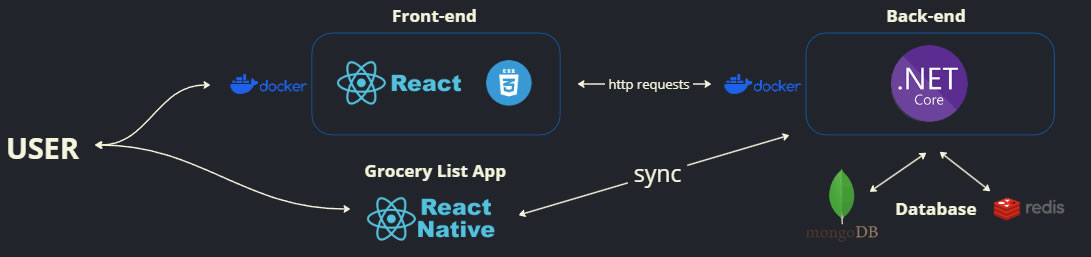 Front-end
Back-end
docker
React
CSS
http requests
docker
.NET
Core
USER
Grocery List App
React
Native
sync
mongoDB
Database
redis